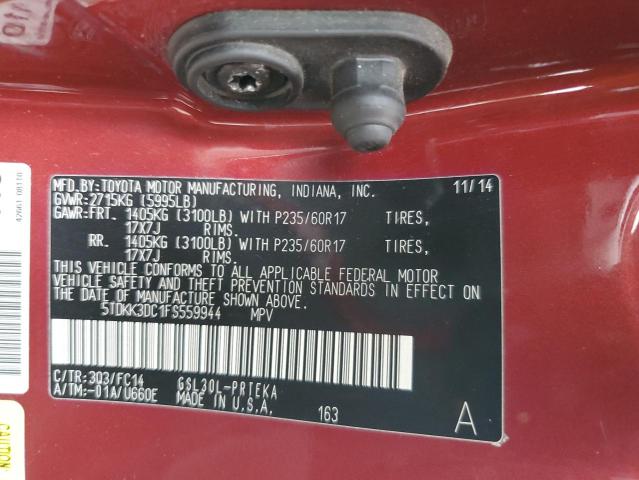 MFD. BY: TOYOTA MOTOR MANUFACTURING, INDIANA, INC. 11/14
GVWR: 2715KG (5995LB)
GAWR: FRT. 1405KG (3100LB) WITH P235/60R17 TIRES,
17X7J RIMS.
RR. 1405KG (3100LB) WITH P235/60R17 TIRES,
17X7J RIMS.
THIS VEHICLE CONFORMS TO ALL APPLICABLE FEDERAL MOTOR
VEHICLE SAFETY AND THEFT PREVENTION STANDARDS IN EFFECT ON
THE DATE OF MANUFACTURE SHOWN ABOVE.
5TDKK3DC1FS559944 MPV
C/TR: 303/FC14 GSL30L-PRTEKA
A/TM: -01A/U660E MADE IN U.S.A.
163
A
CAUTION